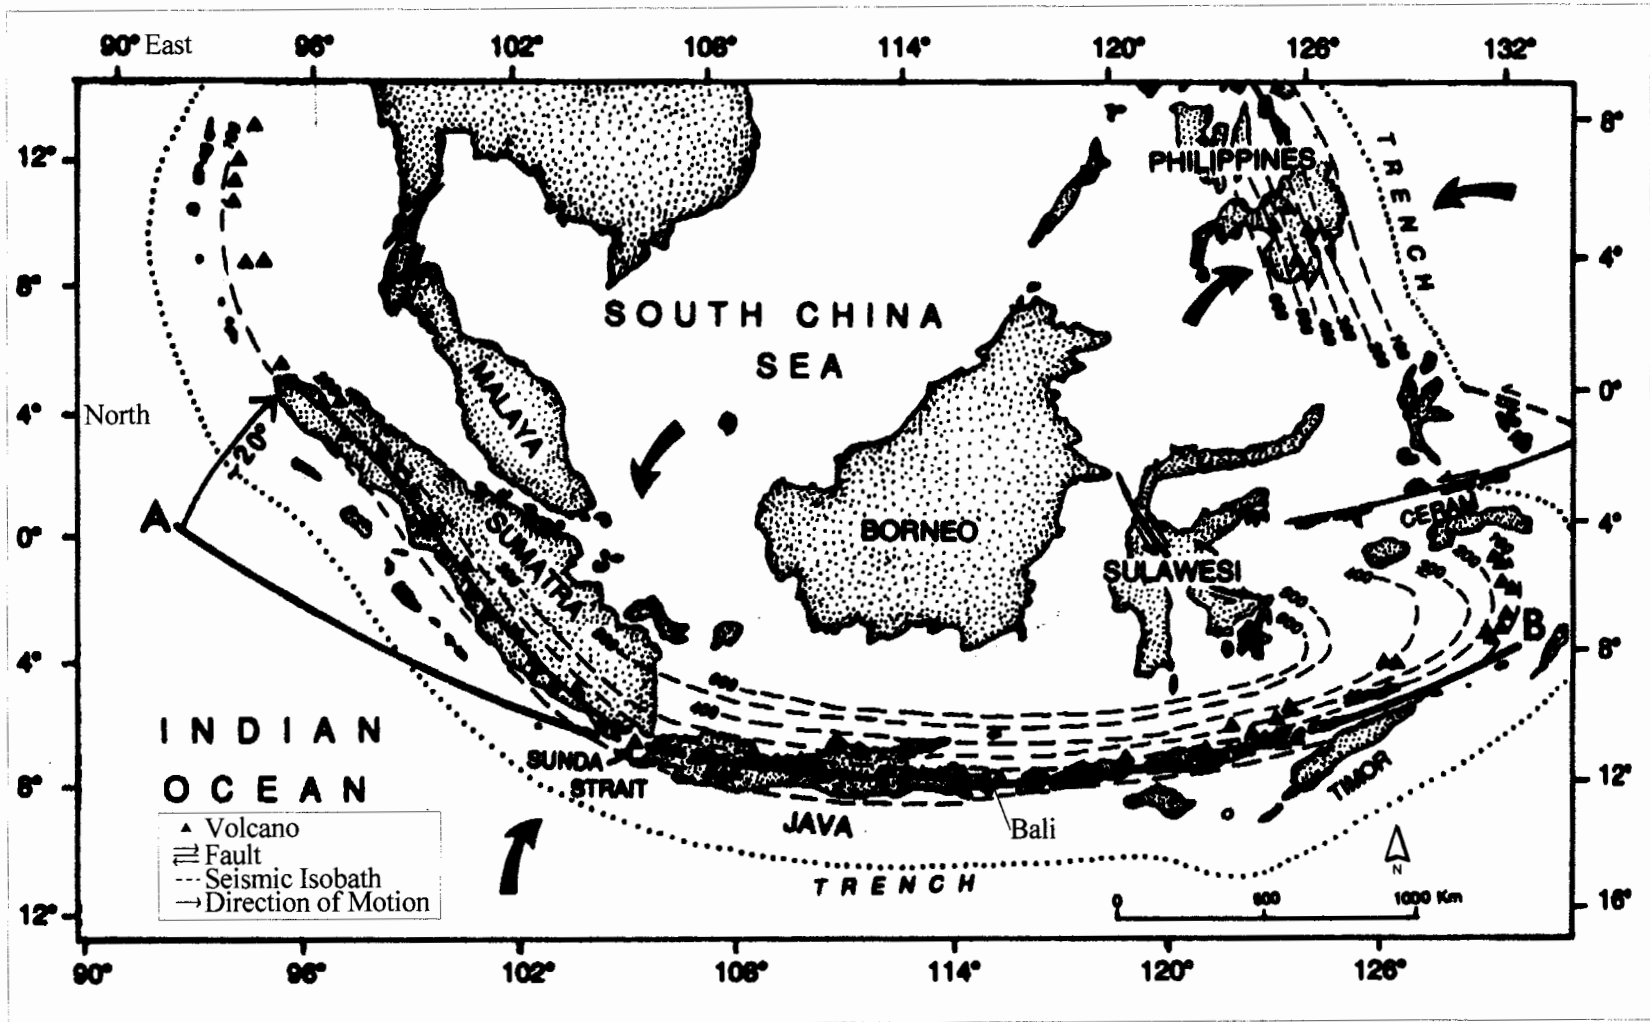 90° East 96° 102° 108° 114° 120° 126° 132°
12°
8°
4°
0°
4°
8°
12°
8°
4°
0°
4°
8°
12°
16°
PHILIPPINES
TRENCH
SOUTH CHINA
SEA
MALAYA
North
20°
A
SUMATRA
BORNEO
SULAWESI
CERAM
B
INDIAN
OCEAN
SUNDA
STRAIT
JAVA
Bali
TIMOR
TRENCH
N
Volcano
Fault
Seismic Isobath
Direction of Motion
0 500 1000 Km
90° 96° 102° 108° 114° 120° 126°